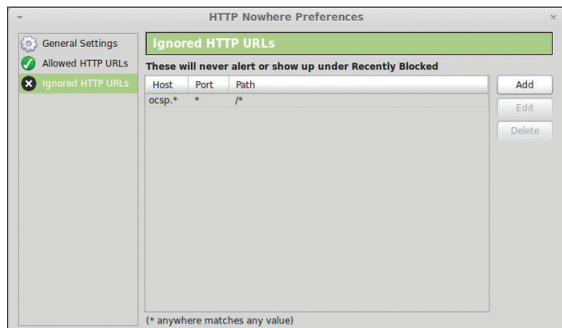 HTTP Nowhere Preferences
General Settings
Allowed HTTP URLs
Ignored HTTP URLs
Ignored HTTP URLs
These will never alert or show up under Recently Blocked
Host Port Path
ocsp.* * /*
Add
Edit
Delete
(* anywhere matches any value)